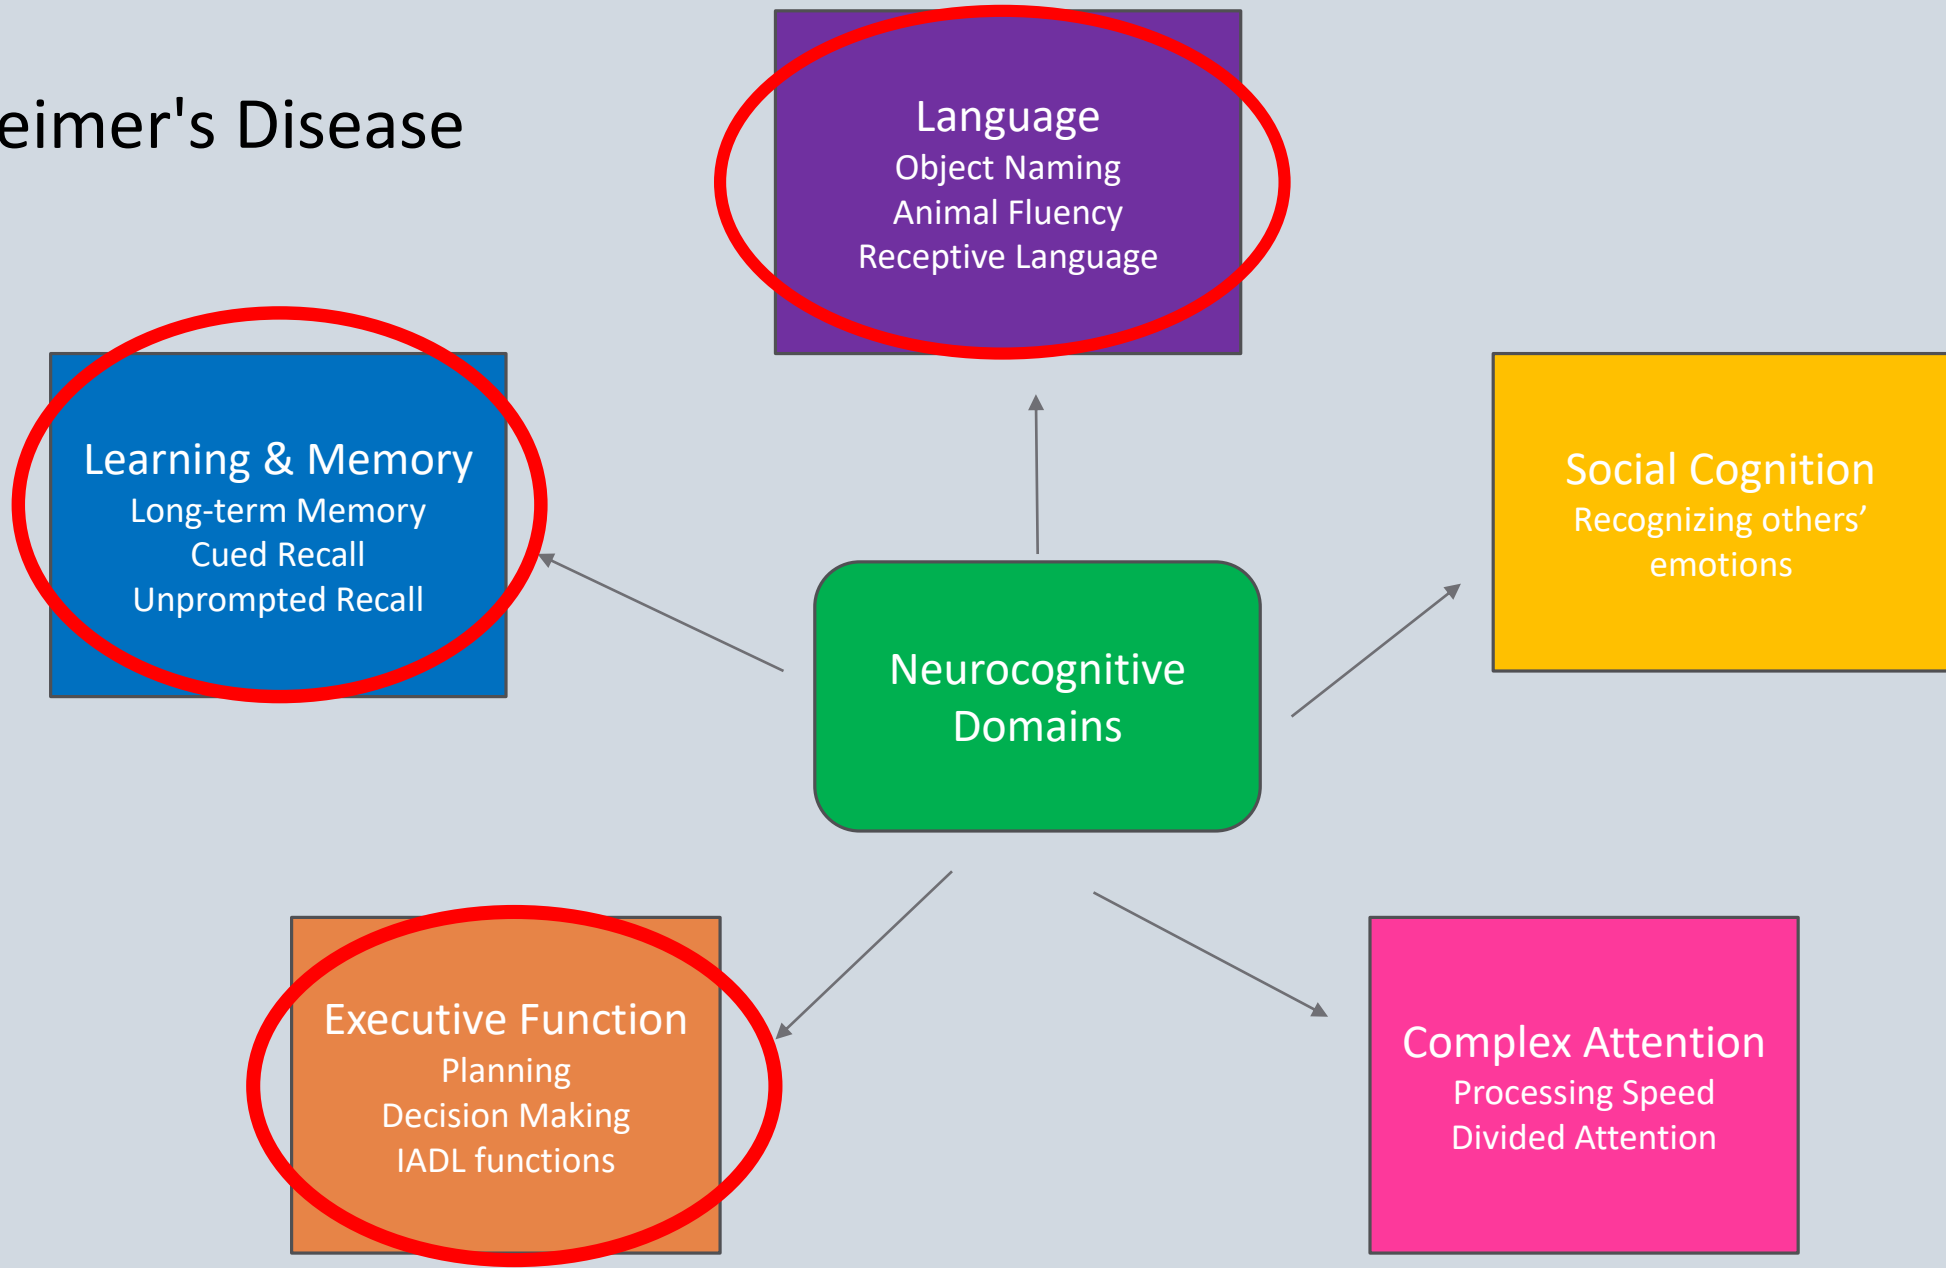 eimer's Disease
Language
Object Naming
Animal Fluency
Receptive Language
Learning & Memory
Long-term Memory
Cued Recall
Unprompted Recall
Social Cognition
Recognizing others’
emotions
Neurocognitive
Domains
Executive Function
Planning
Decision Making
IADL functions
Complex Attention
Processing Speed
Divided Attention